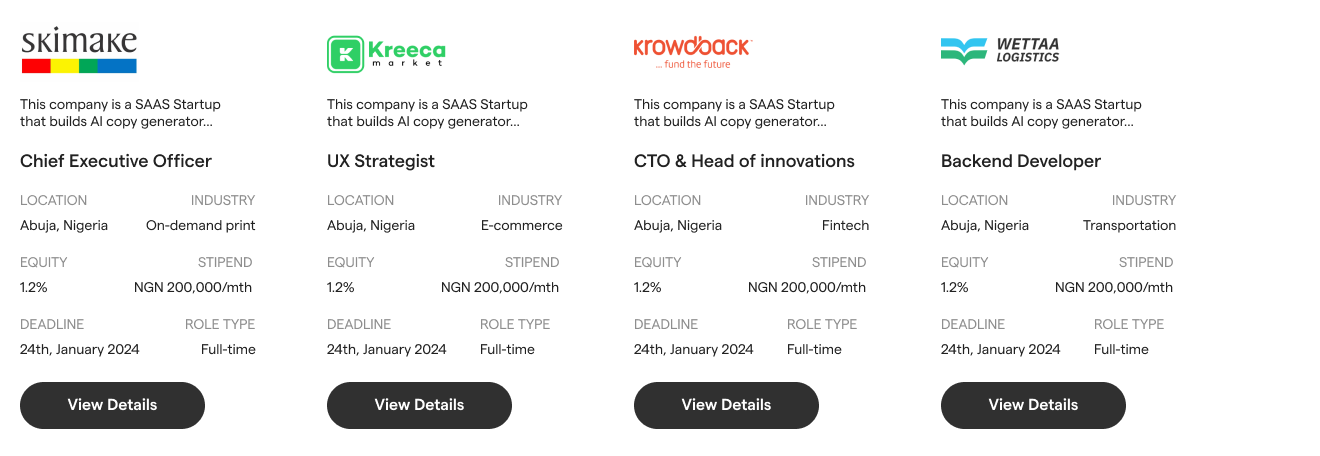 skimake
This company is a SAAS Startup
that builds AI copy generator...
Chief Executive Officer
LOCATION INDUSTRY
Abuja, Nigeria On-demand print
EQUITY STIPEND
1.2% NGN 200,000/mth
DEADLINE ROLE TYPE
24th, January 2024 Full-time
View Details
K Kreeca
market
This company is a SAAS Startup
that builds AI copy generator...
UX Strategist
LOCATION INDUSTRY
Abuja, Nigeria E-commerce
EQUITY STIPEND
1.2% NGN 200,000/mth
DEADLINE ROLE TYPE
24th, January 2024 Full-time
View Details
krowdback
... fund the future
This company is a SAAS Startup
that builds AI copy generator...
CTO & Head of innovations
LOCATION INDUSTRY
Abuja, Nigeria Fintech
EQUITY STIPEND
1.2% NGN 200,000/mth
DEADLINE ROLE TYPE
24th, January 2024 Full-time
View Details
WETTAA
LOGISTICS
This company is a SAAS Startup
that builds AI copy generator...
Backend Developer
LOCATION INDUSTRY
Abuja, Nigeria Transportation
EQUITY STIPEND
1.2% NGN 200,000/mth
DEADLINE ROLE TYPE
24th, January 2024 Full-time
View Details